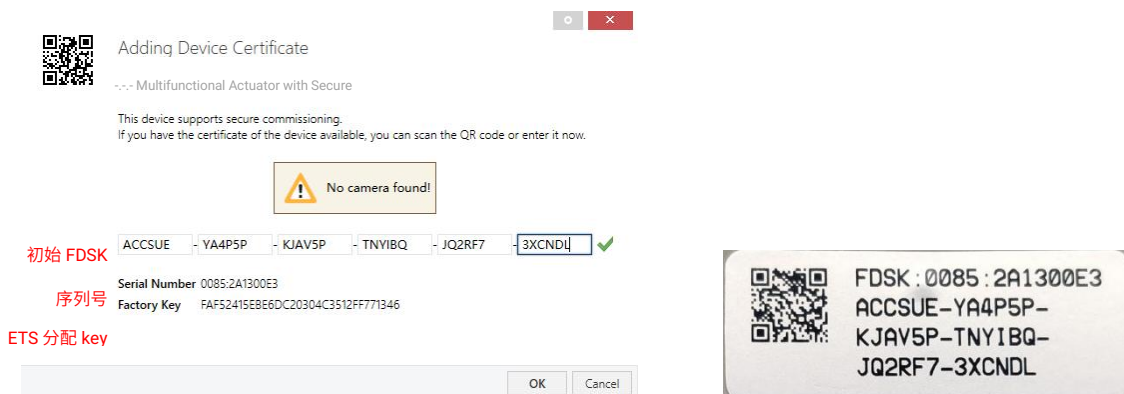 Adding Device Certificate
-.-.- Multifunctional Actuator with Secure
This device supports secure commissioning.
If you have the certificate of the device available, you can scan the QR code or enter it now.
No camera found!
初始 FDSK
ACCSUE - YA4P5P - KJAV5P - TNYIBQ - JQ2RF7 - 3XCNDL
序列号
Serial Number 0085:2A1300E3
Factory Key FAF52415EBE6DC20304C3512FF771346
ETS 分配 key
OK Cancel
FDSK:0085:2A1300E3
ACCSUE-YA4P5P-
KJAV5P-TNYIBQ-
JQ2RF7-3XCNDL